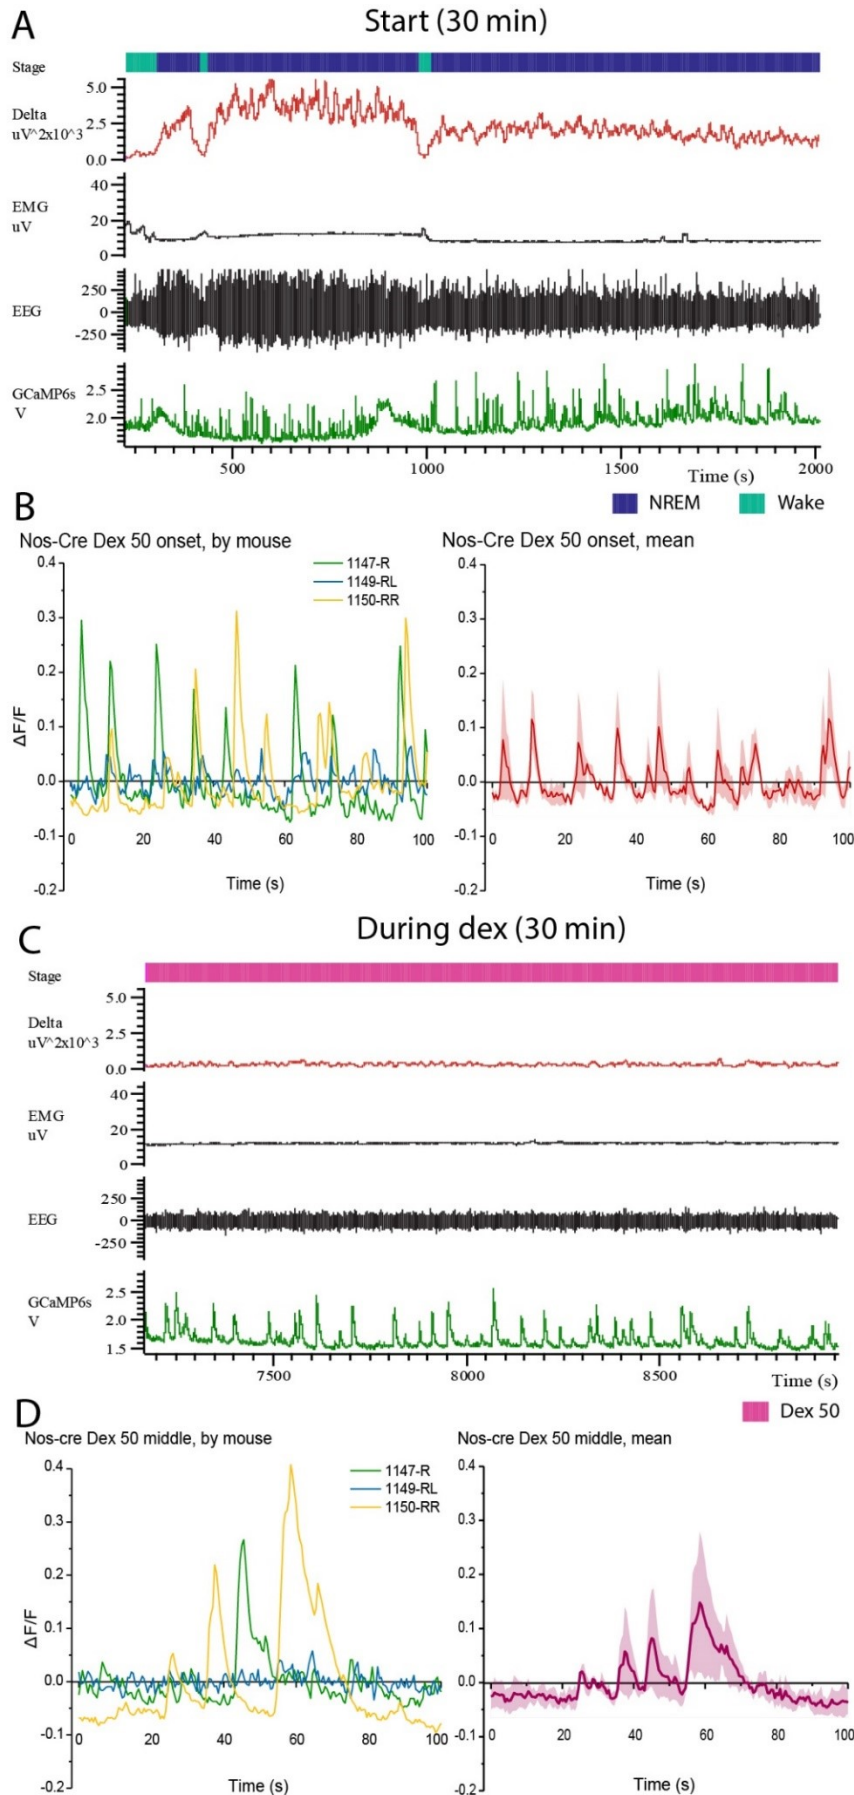 A
Start (30 min)
Stage
Delta
uV^2x10^3
5.0
2.5
0.0
EMG
uV
40
20
0
EEG
250
0
-250
GCaMP6s
V
2.5
2.0
500 1000 1500 2000
Time (s)
NREM Wake
B
Nos-Cre Dex 50 onset, by mouse
0.4
0.3
0.2
0.1
0.0
-0.1
-0.2
ΔF/F
1147-R
1149-RL
1150-RR
0 20 40 60 80 100
Time (s)
Nos-Cre Dex 50 onset, mean
0.4
0.3
0.2
0.1
0.0
-0.1
-0.2
0 20 40 60 80 100
Time (s)
C
During dex (30 min)
Stage
Delta
uV^2x10^3
5.0
2.5
0.0
EMG
uV
40
20
0
EEG
250
0
-250
GCaMP6s
V
2.5
2.0
1.5
7500 8000 8500
Time (s)
Dex 50
D
Nos-cre Dex 50 middle, by mouse
0.4
0.3
0.2
0.1
0.0
-0.1
-0.2
ΔF/F
1147-R
1149-RL
1150-RR
0 20 40 60 80 100
Time (s)
Nos-cre Dex 50 middle, mean
0.4
0.3
0.2
0.1
0.0
-0.1
-0.2
0 20 40 60 80 100
Time (s)